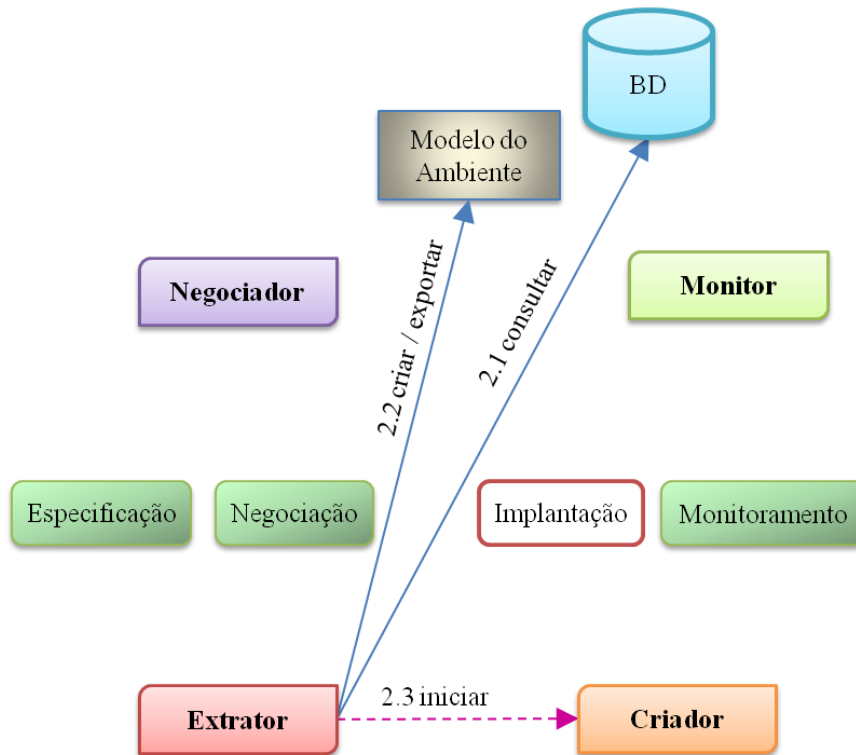 BD
Modelo do
Ambiente
Negociador
Monitor
2.2 criar / exportar
2.1 consultar
Especificação
Negociação
Implantação
Monitoramento
Extrator
2.3 iniciar
Criador